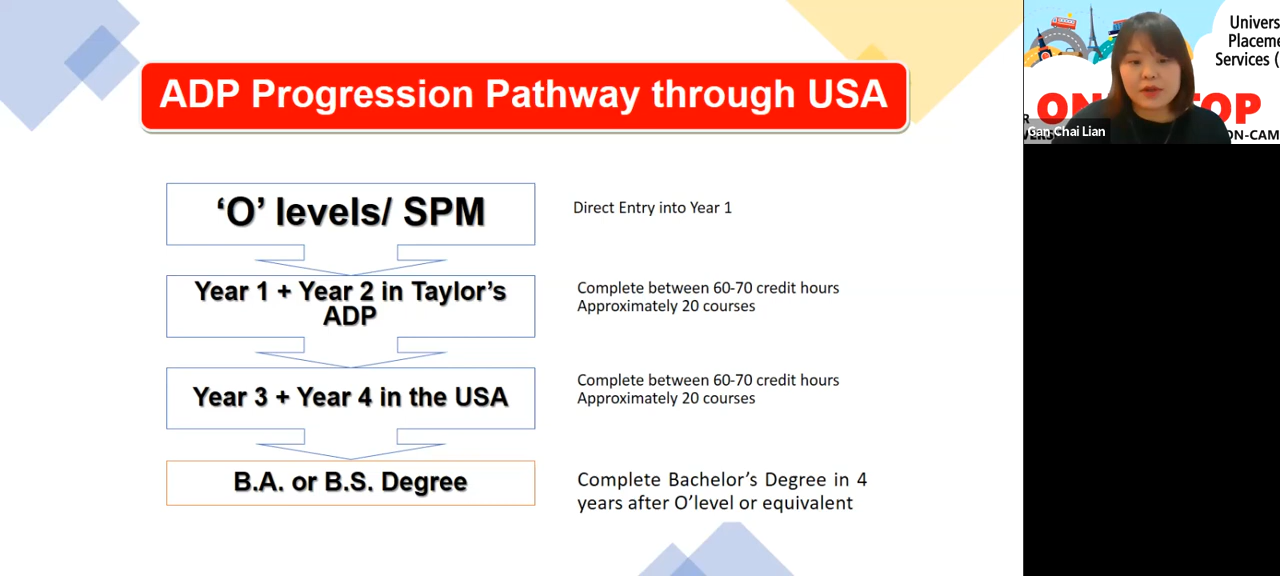 ADP Progression Pathway through USA
‘O’ levels/ SPM
Direct Entry into Year 1
Year 1 + Year 2 in Taylor’s
ADP
Complete between 60-70 credit hours
Approximately 20 courses
Year 3 + Year 4 in the USA
Complete between 60-70 credit hours
Approximately 20 courses
B.A. or B.S. Degree
Complete Bachelor’s Degree in 4
years after O’level or equivalent
Univers
Placeme
Services (
Gan Chai Lian
ON-CAM